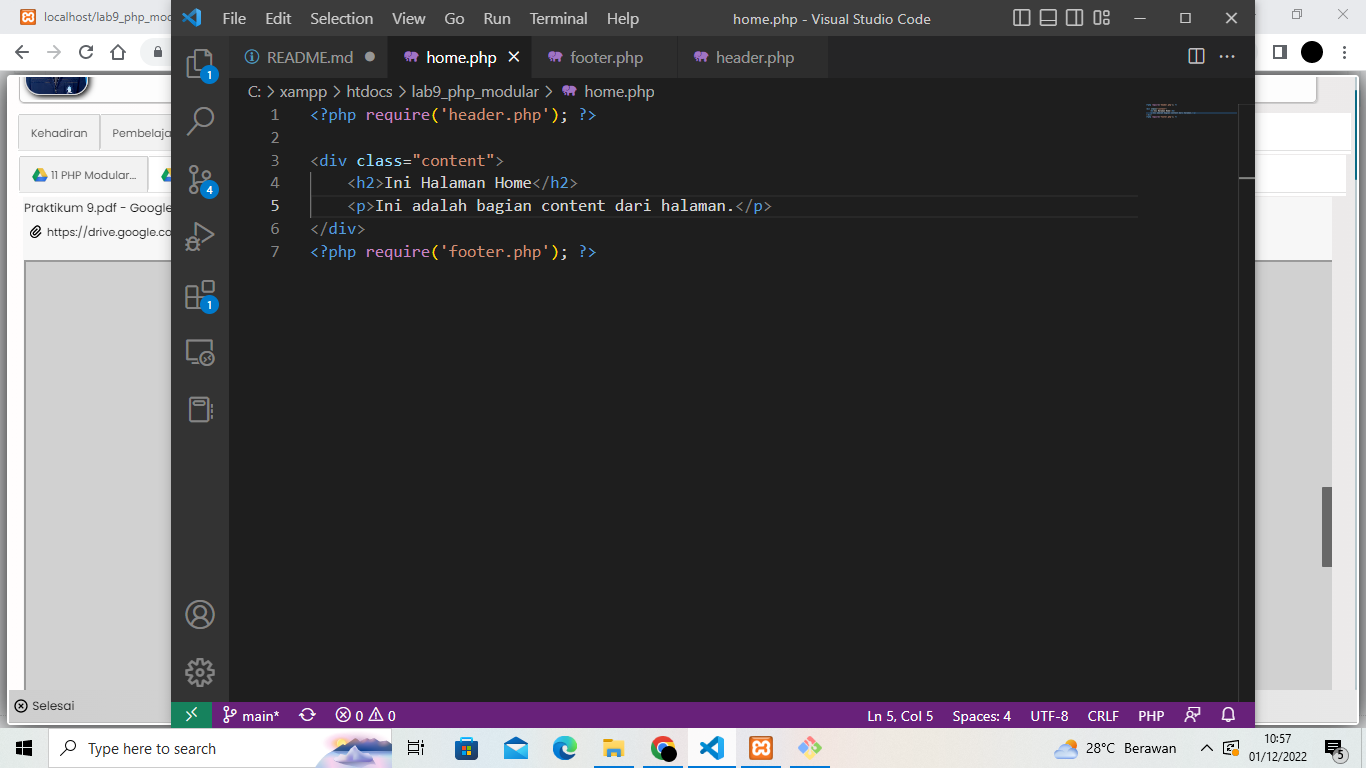 localhost/lab9_php_mod
File Edit Selection View Go Run Terminal Help
home.php - Visual Studio Code
README.md
home.php
footer.php
header.php
C: > xampp > htdocs > lab9_php_modular > home.php
1 <?php require('header.php'); ?>
2
3 <div class="content">
4 <h2>Ini Halaman Home</h2>
5 <p>Ini adalah bagian content dari halaman.</p>
6 </div>
7 <?php require('footer.php'); ?>
1
4
1
Kehadiran
Pembelaja
11 PHP Modular...
Praktikum 9.pdf - Google
https://drive.google.co
Selesai
main* 0 0 Ln 5, Col 5 Spaces: 4 UTF-8 CRLF PHP
Type here to search
28°C Berawan
10:57
01/12/2022
5